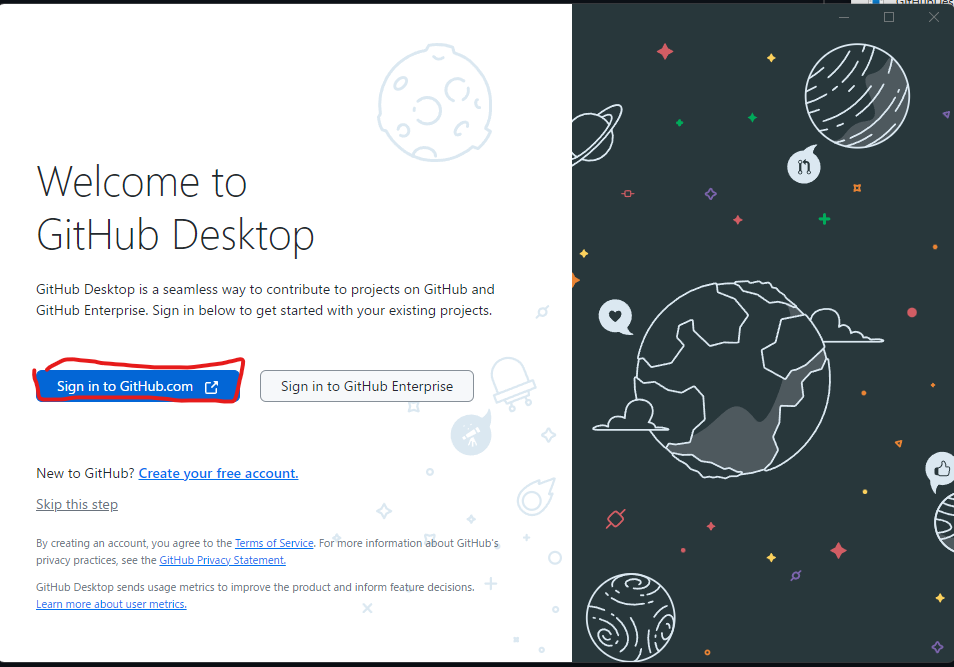 Welcome to
GitHub Desktop
GitHub Desktop is a seamless way to contribute to projects on GitHub and
GitHub Enterprise. Sign in below to get started with your existing projects.
Sign in to GitHub.com
Sign in to GitHub Enterprise
New to GitHub? Create your free account.
Skip this step
By creating an account, you agree to the Terms of Service. For more information about GitHub's
privacy practices, see the GitHub Privacy Statement.
GitHub Desktop sends usage metrics to improve the product and inform feature decisions.
Learn more about user metrics.